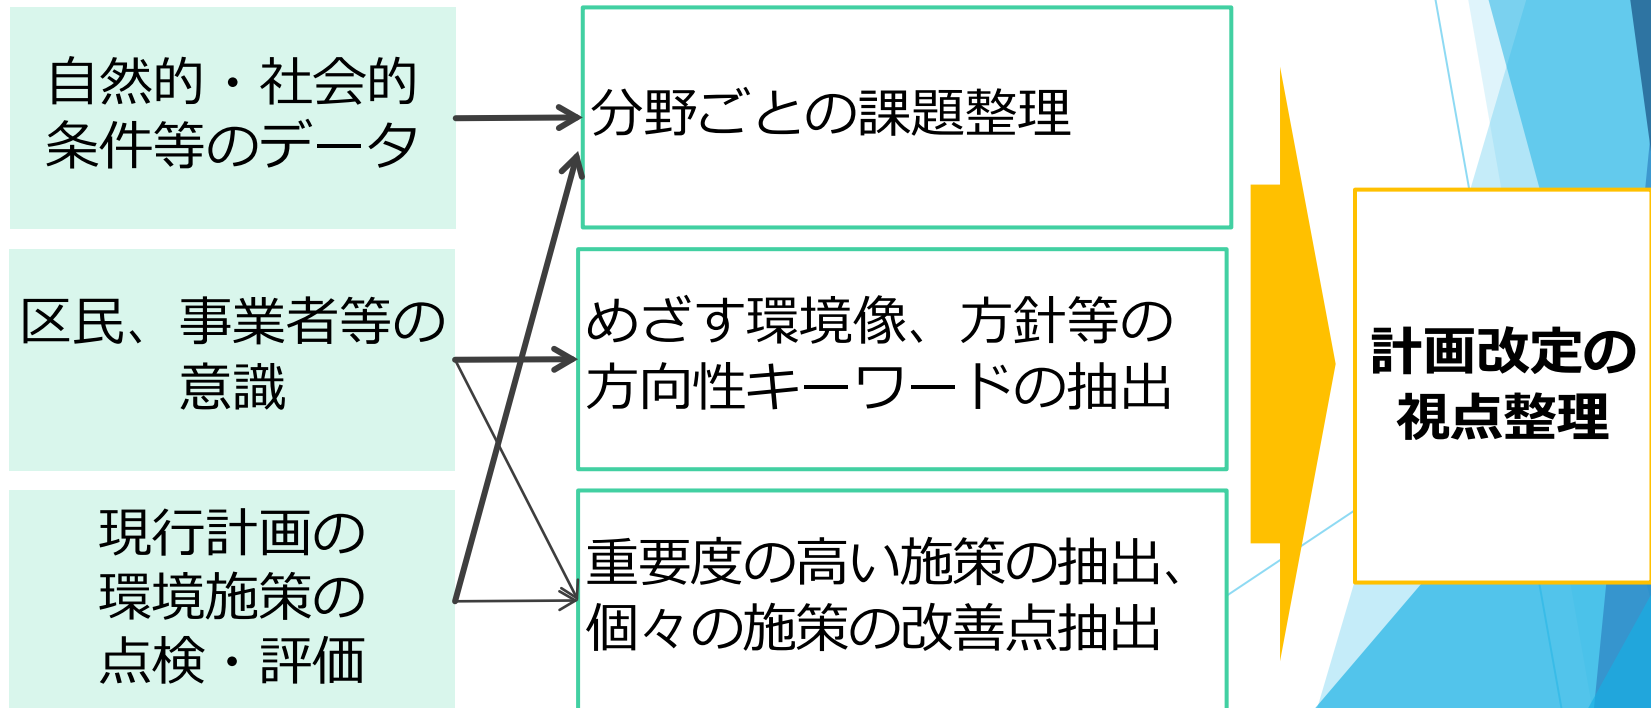 自然的・社会的
条件等のデータ
分野ごとの課題整理
区民、事業者等の
意識
めざす環境像、方針等の
方向性キーワードの抽出
現行計画の
環境施策の
点検・評価
重要度の高い施策の抽出、
個々の施策の改善点抽出
計画改定の
視点整理